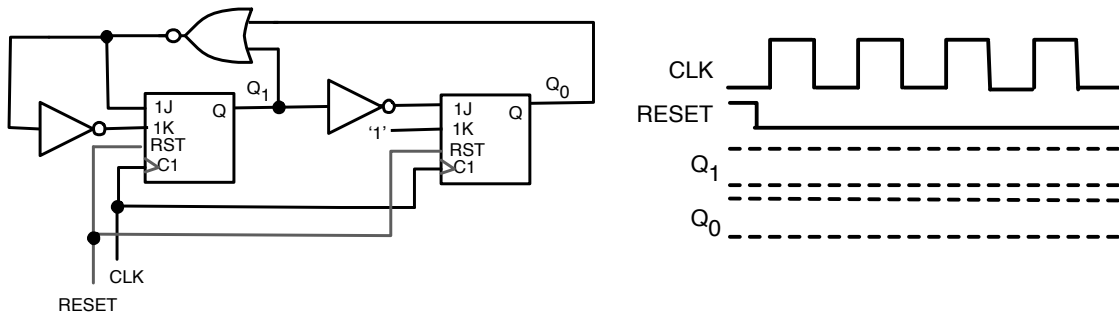 Q1
Q0
1J
Q
1K
RST
C1
1J
Q
'1'
1K
RST
C1
CLK
RESET
CLK
RESET
Q1
Q0